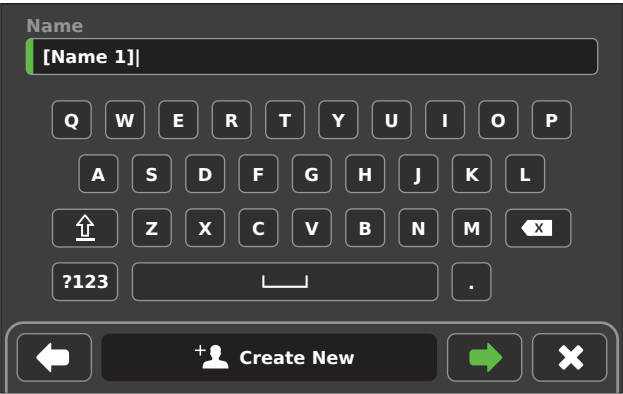 Name
[Name 1]
Q W E R T Y U I O P
A S D F G H J K L
Z X C V B N M X
?123 .
Create New